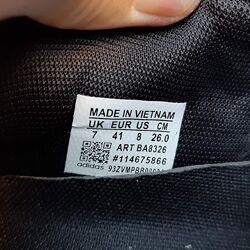 MADE IN VIETNAM
UK EUR US CM
7 41 8 26.0
ART BA8326
#114675866
adidas